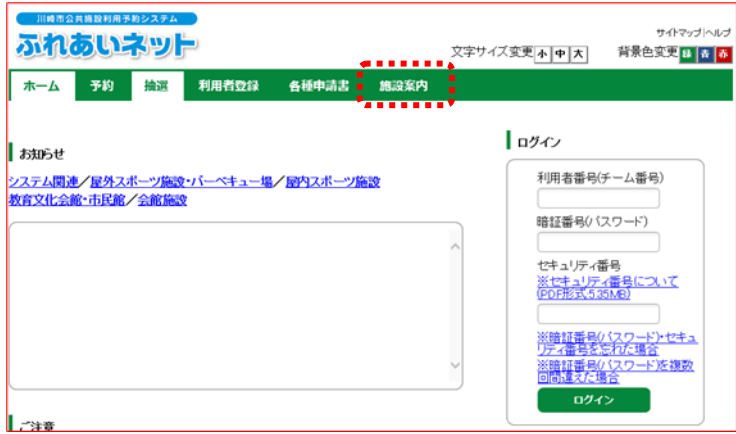 川崎市公共施設利用予約システム
ふれあいネット
サイトマップ|ヘルプ
文字サイズ変更 小 中 大 背景色変更 緑 青 赤
ホーム 予約 抽選 利用者登録 各種申請書 施設案内
お知らせ
システム関連/屋外スポーツ施設・バーベキュー場/屋内スポーツ施設
教育文化会館・市民館/会館施設
ログイン
利用者番号(チーム番号)
暗証番号(パスワード)
セキュリティ番号
※セキュリティ番号について
(PDF形式5.35MB)
※暗証番号(パスワード)・セキュ
リティ番号を忘れた場合
※暗証番号(パスワード)を複数
回間違えた場合
ログイン
ご注意